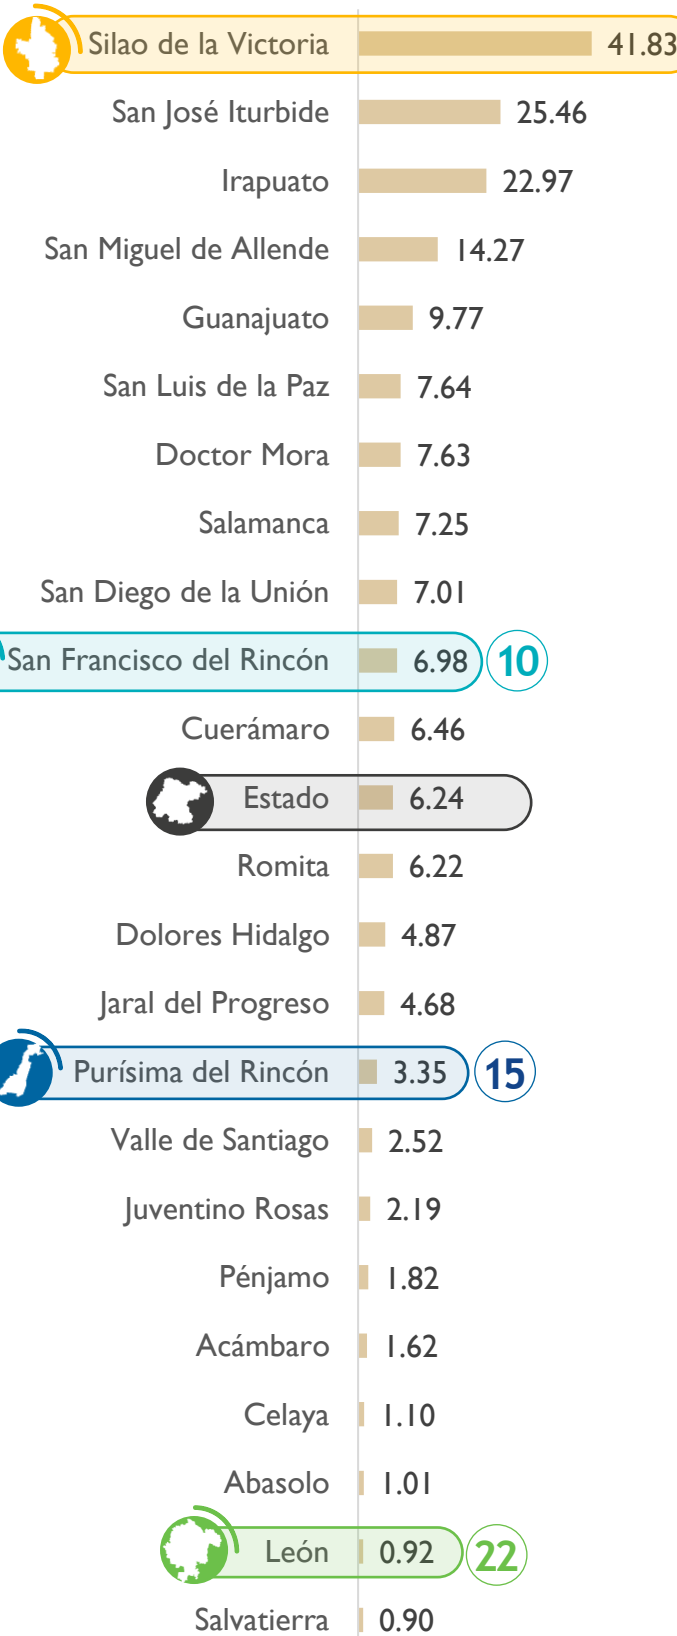 Silao de la Victoria 41.83
San José Iturbide 25.46
Irapuato 22.97
San Miguel de Allende 14.27
Guanajuato 9.77
San Luis de la Paz 7.64
Doctor Mora 7.63
Salamanca 7.25
San Diego de la Unión 7.01
San Francisco del Rincón 6.98 10
Cuerámaro 6.46
Estado 6.24
Romita 6.22
Dolores Hidalgo 4.87
Jaral del Progreso 4.68
Purísima del Rincón 3.35 15
Valle de Santiago 2.52
Juventino Rosas 2.19
Pénjamo 1.82
Acámbaro 1.62
Celaya 1.10
Abasolo 1.01
León 0.92 22
Salvatierra 0.90